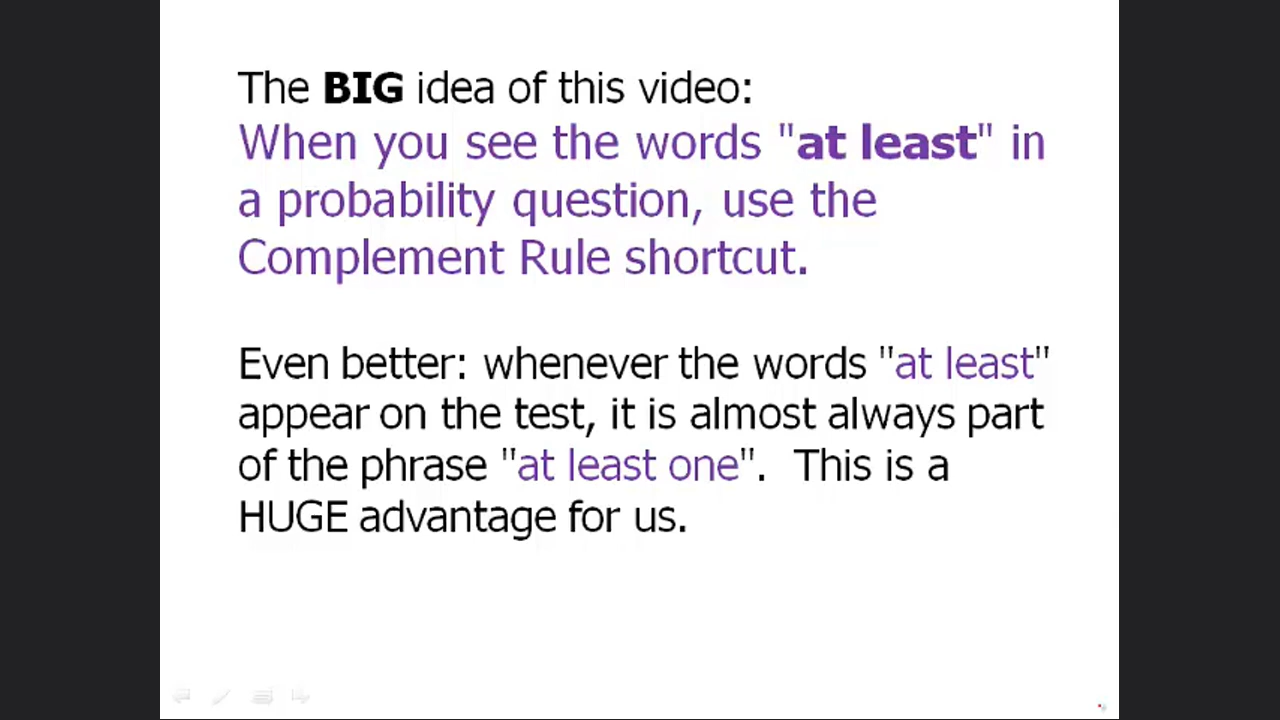 The BIG idea of this video:
When you see the words "at least" in
a probability question, use the
Complement Rule shortcut.
Even better: whenever the words "at least"
appear on the test, it is almost always part
of the phrase "at least one". This is a
HUGE advantage for us.